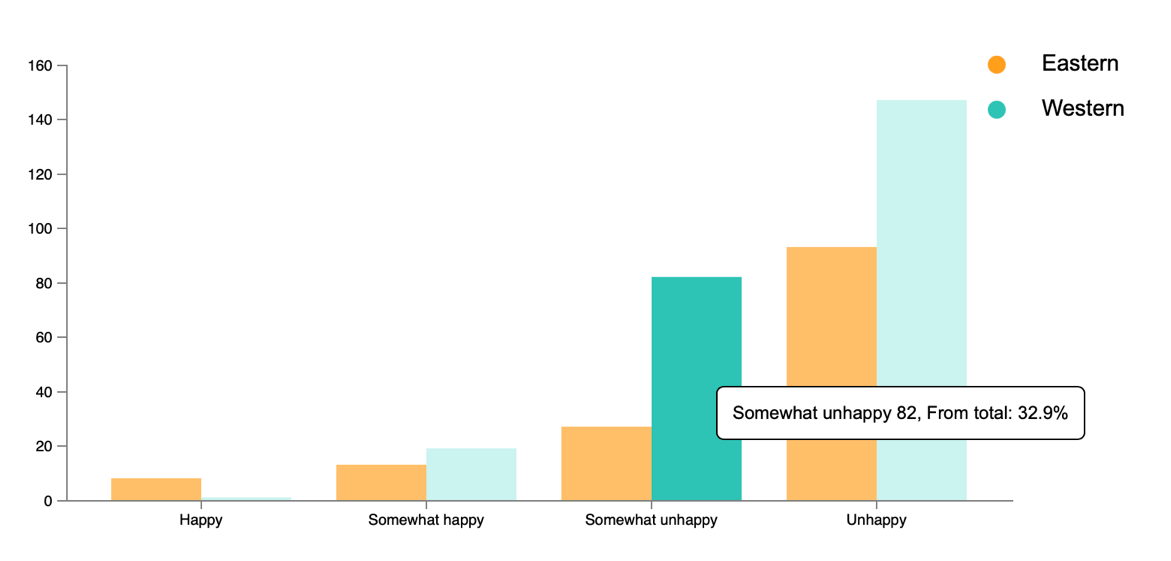 160
140
120
100
80
60
40
20
0
Eastern
Western
Somewhat unhappy 82, From total: 32.9%
Happy
Somewhat happy
Somewhat unhappy
Unhappy